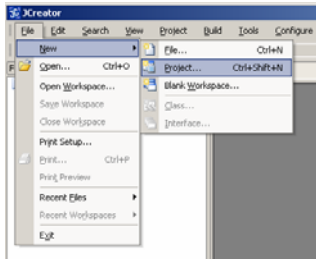 JCreator
File Edit Search View Project Build Tools Configure
New
Open... Ctrl+O
Open Workspace...
Save Workspace
Close Workspace
Print Setup...
Print... Ctrl+P
Print Preview
Recent Files
Recent Workspaces
Exit
File... Ctrl+N
Project... Ctrl+Shift+N
Blank Workspace...
Class...
Interface...